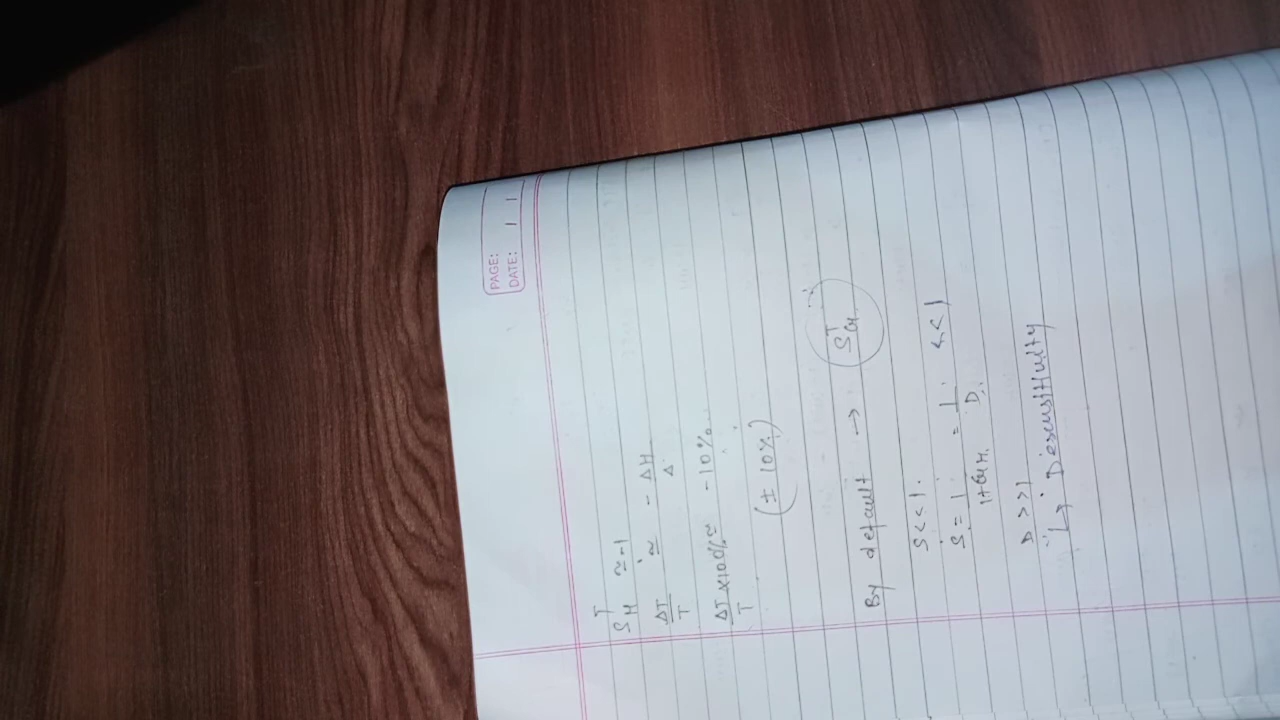 PAGE:
DATE: / /
S^T_H ≃ -1
ΔT/T ≃ - ΔH/Δ
ΔT/T ×100% ≃ -10%
(± 10%)
By default → S^T_G
S << 1.
S = 1/1+GH = 1/D << 1
D >> 1
↳ Desensitivity